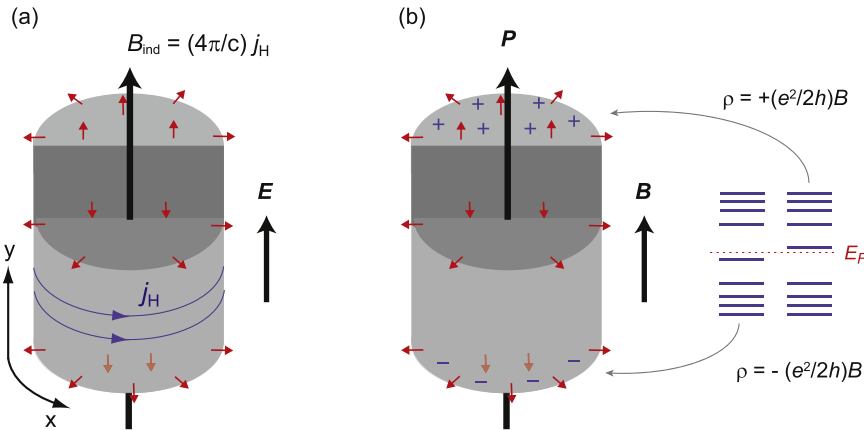 (a)
B_ind = (4π/c) j_H
E
y
j_H
x
(b)
P
ρ = +(e²/2h)B
B
E_F
ρ = - (e²/2h)B
+ + + + + +
− − − −